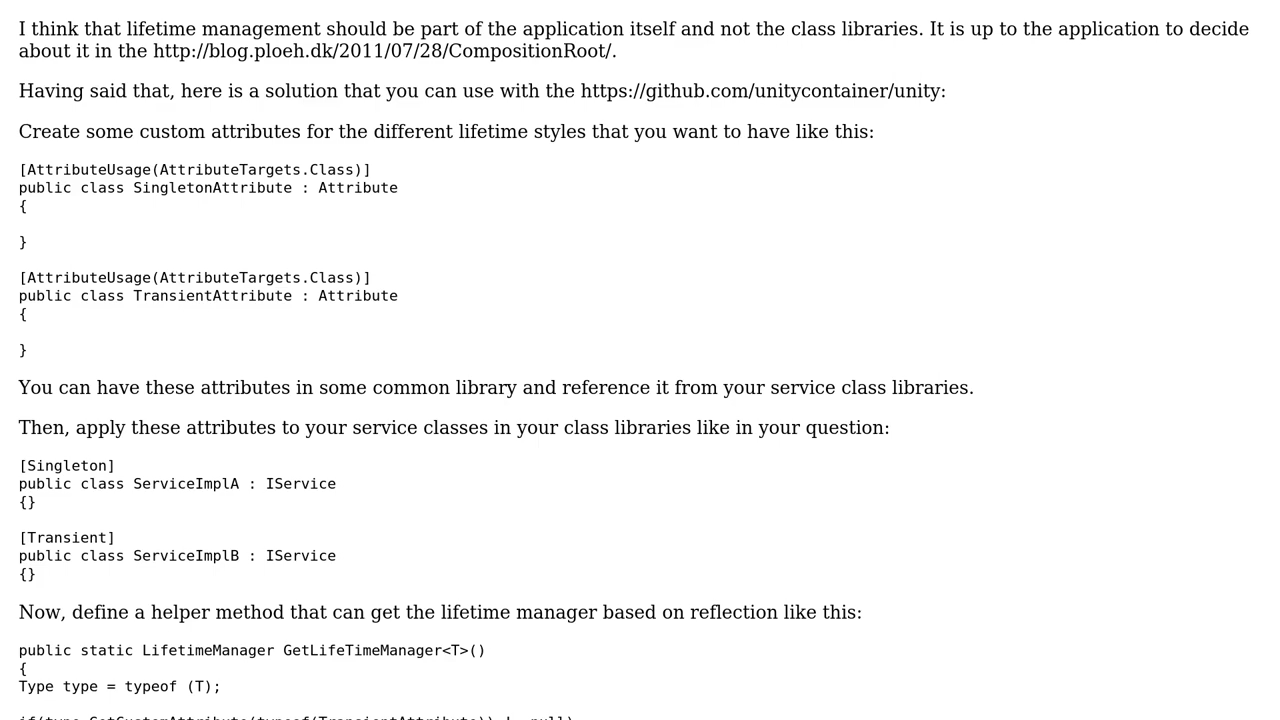 I think that lifetime management should be part of the application itself and not the class libraries. It is up to the application to decide
about it in the http://blog.ploeh.dk/2011/07/28/CompositionRoot/.
Having said that, here is a solution that you can use with the https://github.com/unitycontainer/unity:
Create some custom attributes for the different lifetime styles that you want to have like this:
[AttributeUsage(AttributeTargets.Class)]
public class SingletonAttribute : Attribute
{
}
[AttributeUsage(AttributeTargets.Class)]
public class TransientAttribute : Attribute
{
}
You can have these attributes in some common library and reference it from your service class libraries.
Then, apply these attributes to your service classes in your class libraries like in your question:
[Singleton]
public class ServiceImplA : IService
{}
[Transient]
public class ServiceImplB : IService
{}
Now, define a helper method that can get the lifetime manager based on reflection like this:
public static LifetimeManager GetLifeTimeManager<T>()
{
Type type = typeof (T);
if(type.GetCustomAttribute(typeof(TransientAttribute)) != null)